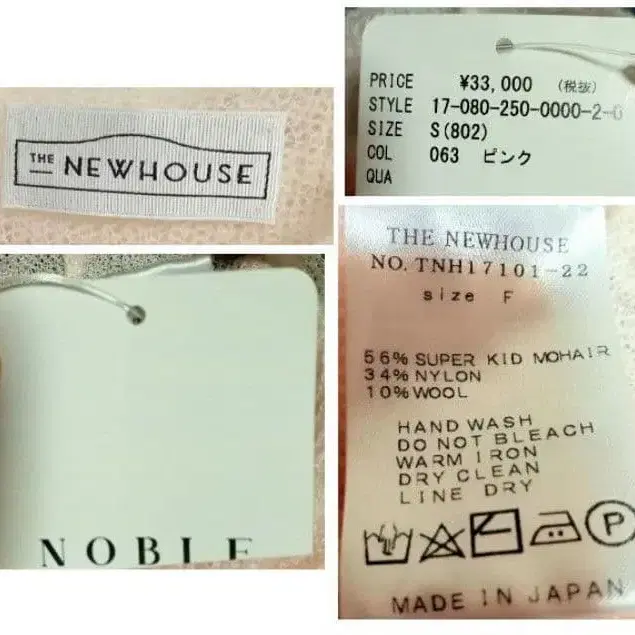 THE NEWHOUSE
PRICE ¥33,000 (税抜)
STYLE 17-080-250-0000-2-0
SIZE S(802)
COL 063 ピンク
QUA
NOBLE
THE NEWHOUSE
NO. TNH17101-22
size F
56% SUPER KID MOHAIR
34% NYLON
10% WOOL
HAND WASH
DO NOT BLEACH
WARM IRON
DRY CLEAN
LINE DRY
P
MADE IN JAPAN